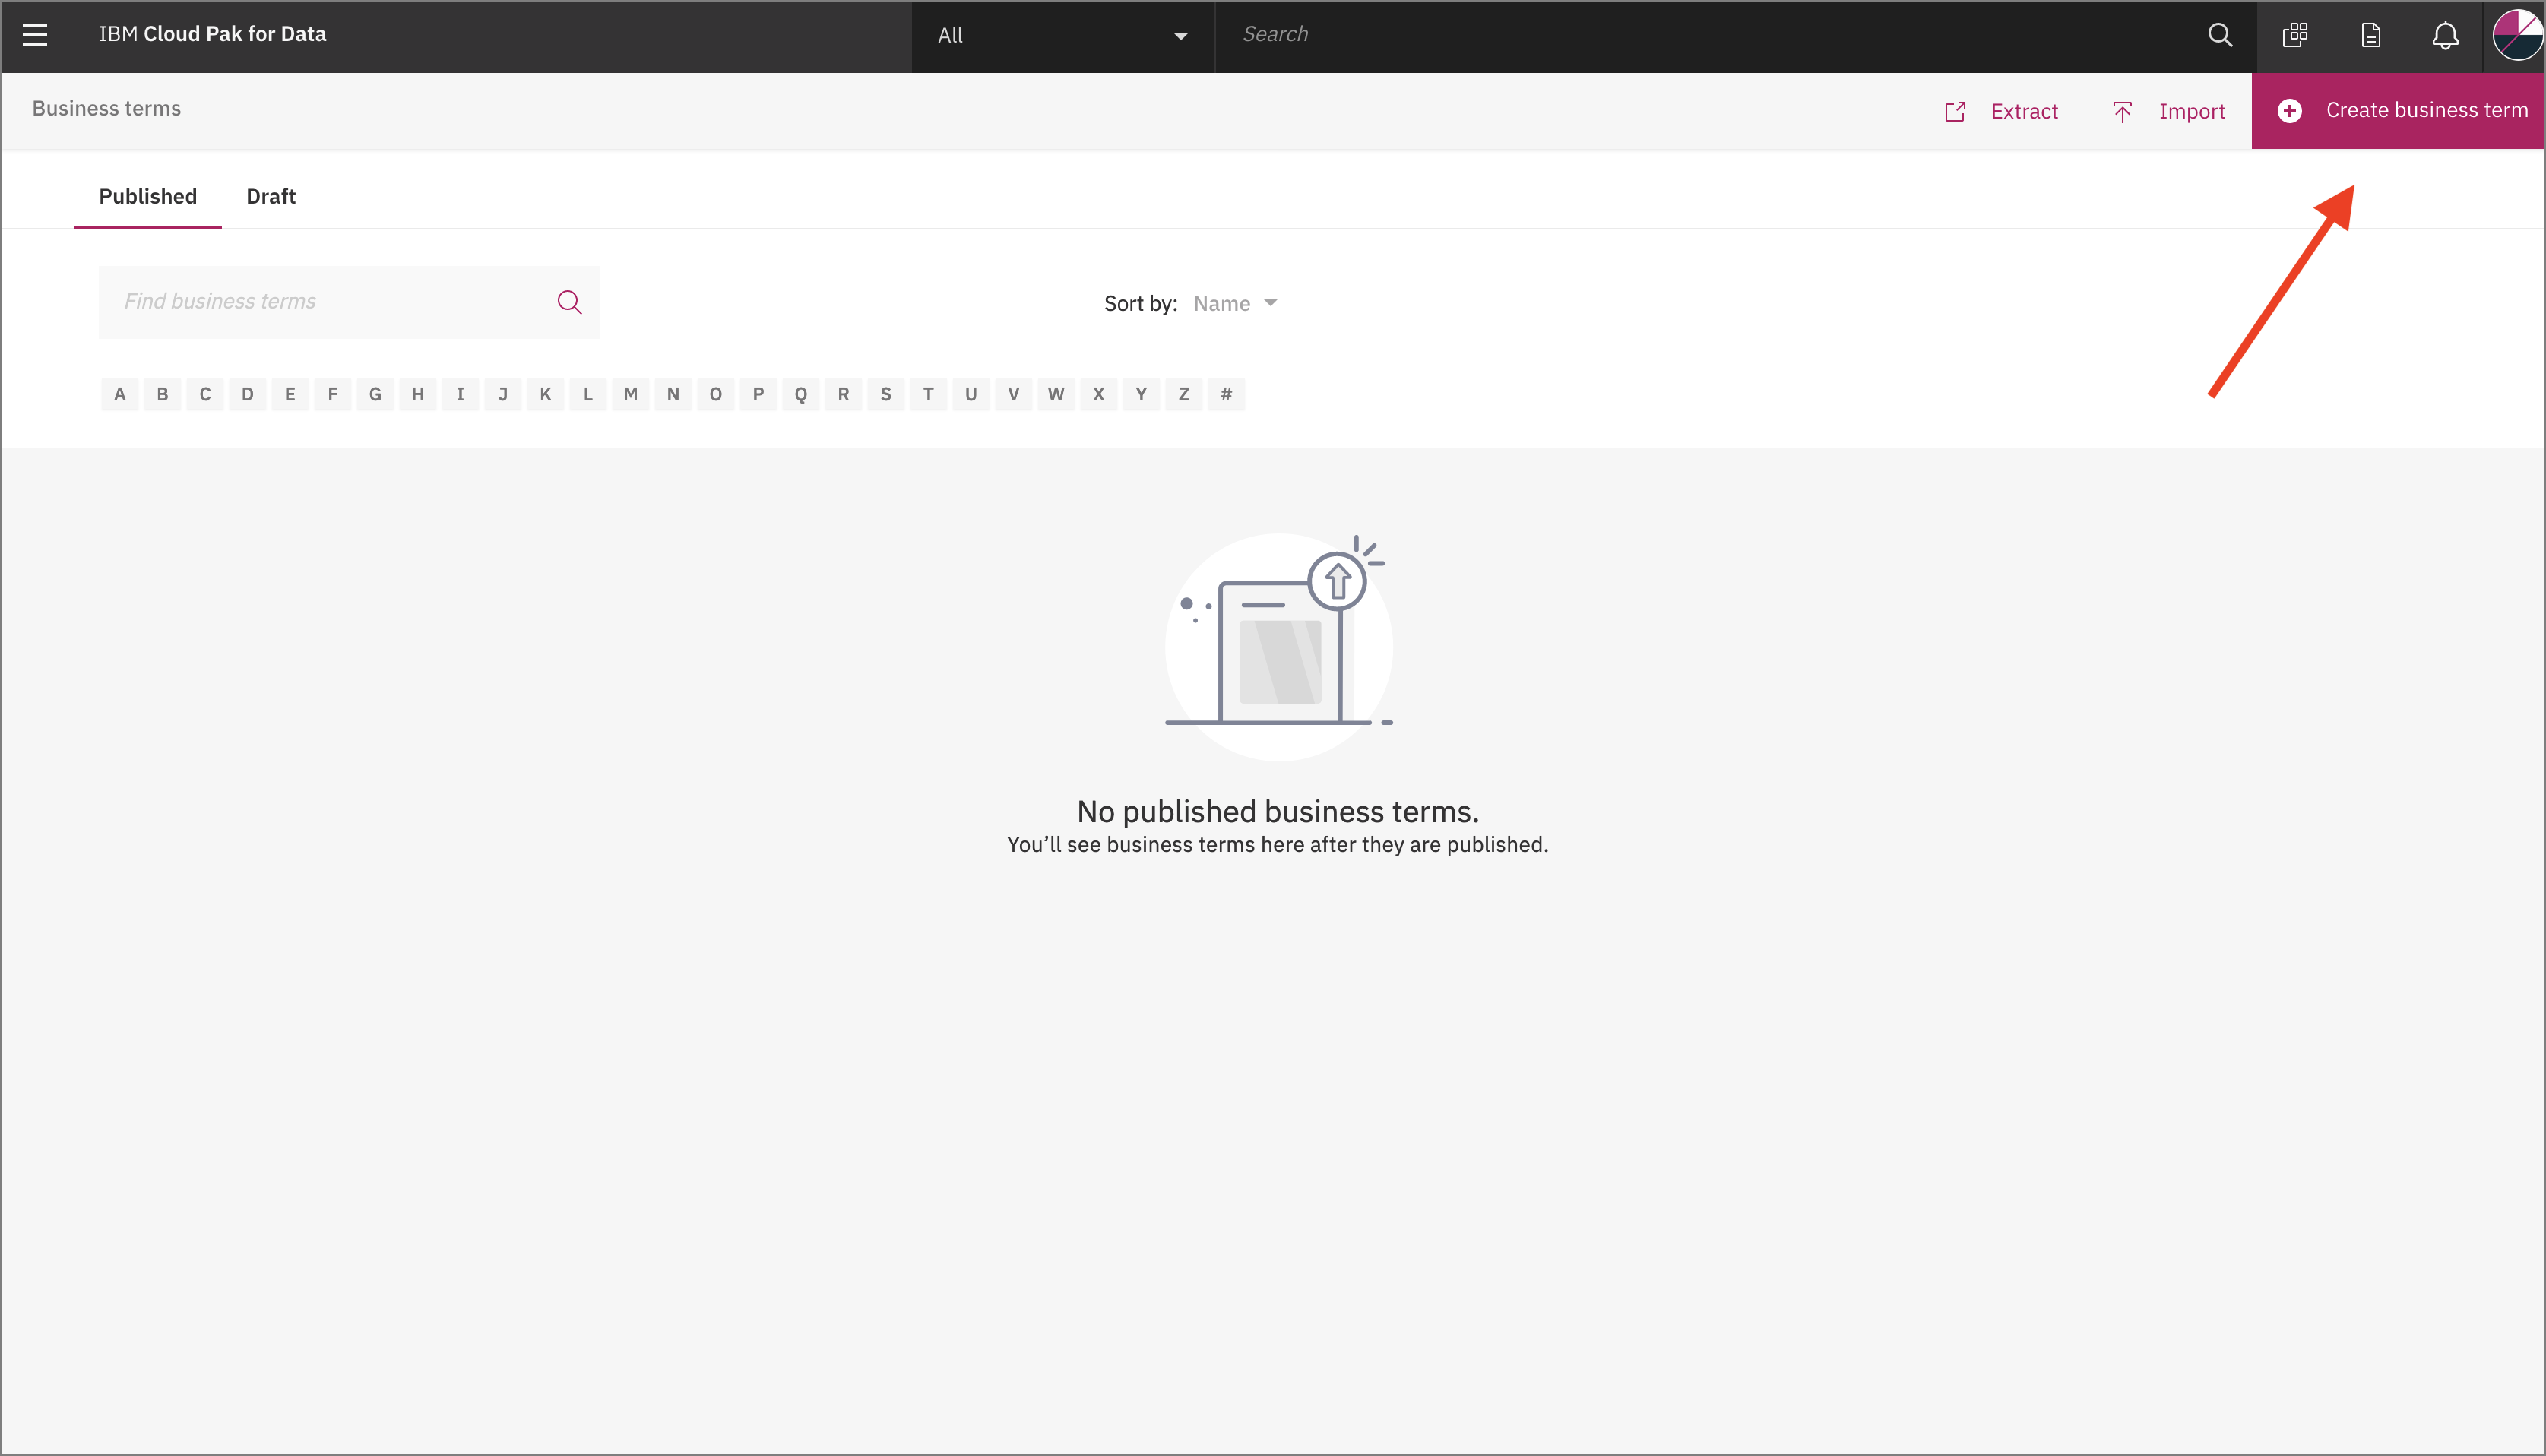 IBM Cloud Pak for Data
All
Search
Business terms
Extract
Import
Create business term
Published
Draft
Find business terms
Sort by: Name
A B C D E F G H I J K L M N O P Q R S T U V W X Y Z #
No published business terms.
You’ll see business terms here after they are published.